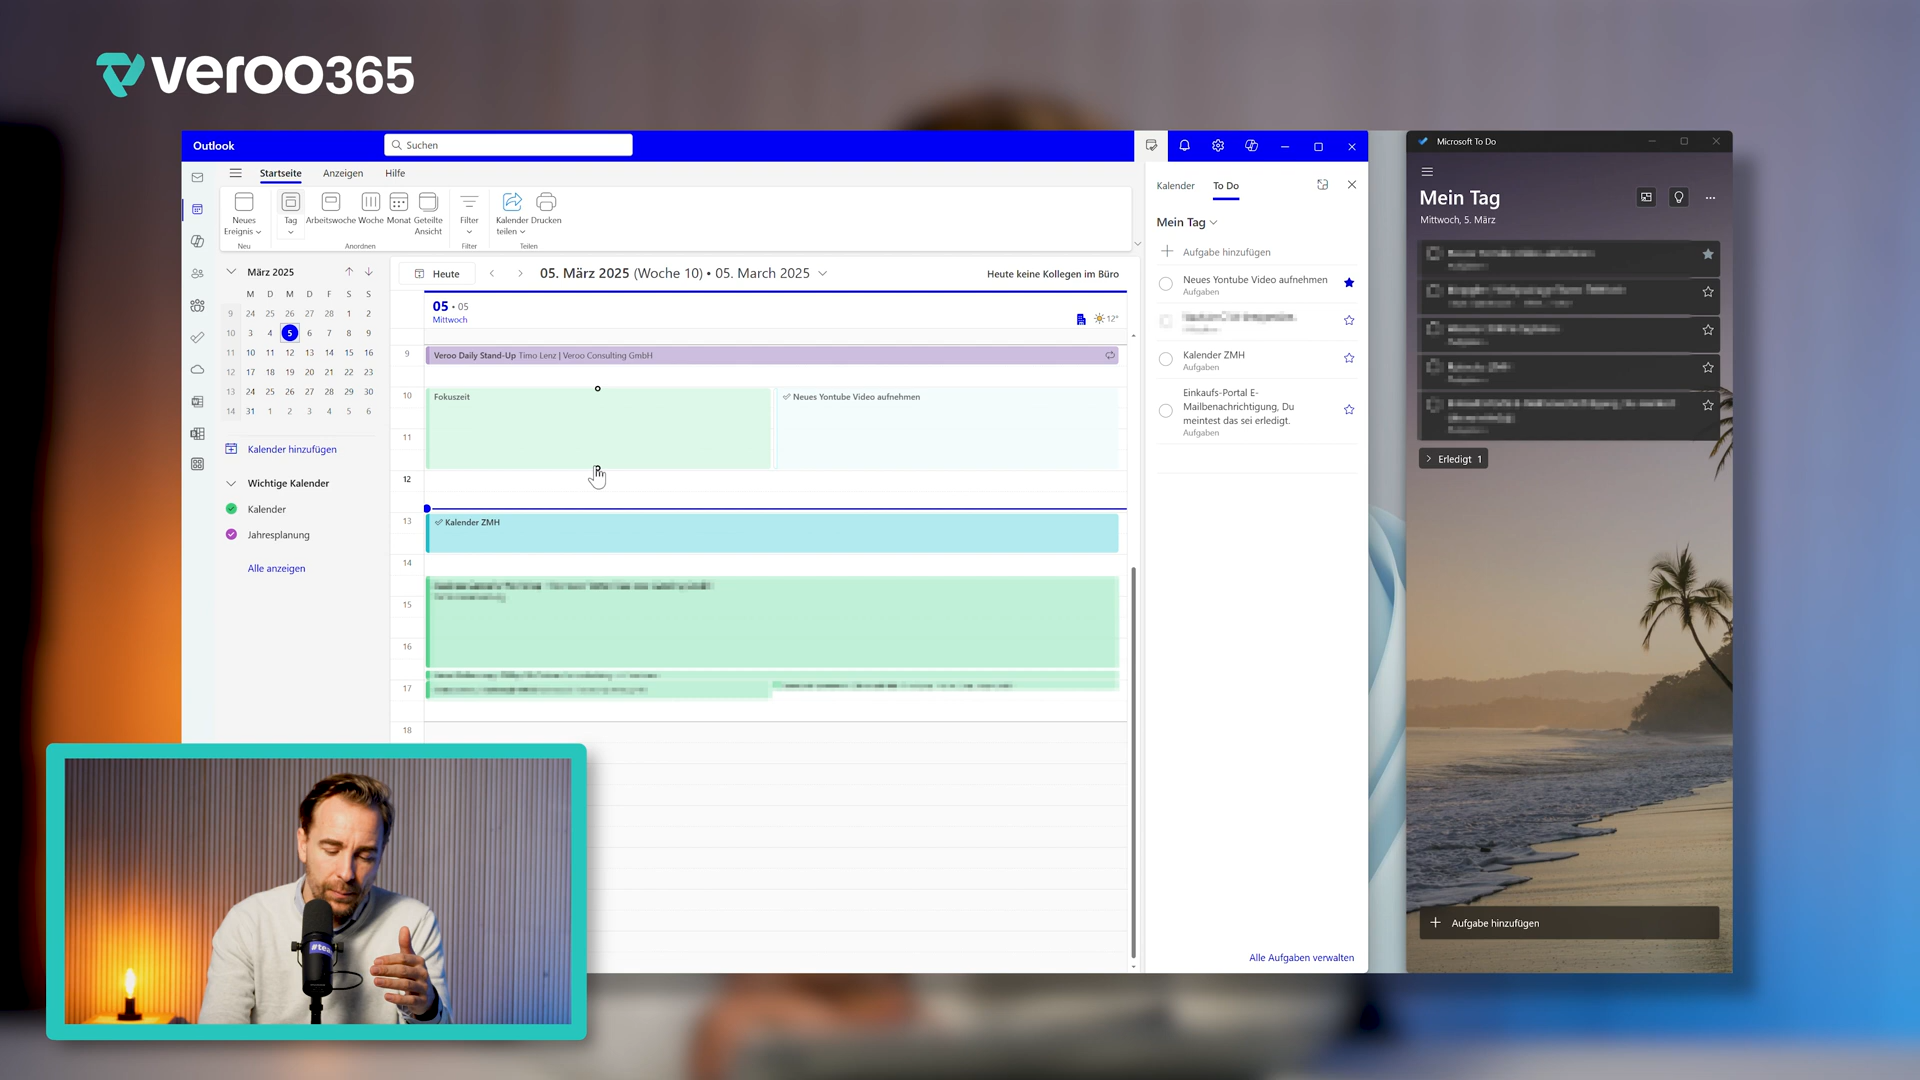 veroo365
Outlook
Suchen
Startseite
Anzeigen
Hilfe
Neues
Ereignis
Tag
Arbeitswoche
Woche
Monat
Geteilte
Ansicht
Filter
Kalender
teilen
Drucken
Neu
Anordnen
Filter
Teilen
März 2025
M D M D F S S
9 24 25 26 27 28 1 2
10 3 4 5 6 7 8 9
11 10 11 12 13 14 15 16
12 17 18 19 20 21 22 23
13 24 25 26 27 28 29 30
14 31 1 2 3 4 5 6
Kalender hinzufügen
Wichtige Kalender
Kalender
Jahresplanung
Alle anzeigen
Heute
05. März 2025 (Woche 10) • 05. March 2025
Heute keine Kollegen im Büro
05 • 05
Mittwoch
12°
9
Veroo Daily Stand-Up Timo Lenz | Veroo Consulting GmbH
10
Fokuszeit
Neues Yontube Video aufnehmen
11
12
13
Kalender ZMH
14
15
16
17
18
Kalender
To Do
Mein Tag
Aufgabe hinzufügen
Neues Yontube Video aufnehmen
Aufgaben
Kalender ZMH
Aufgaben
Einkaufs-Portal E-
Mailbenachrichtigung, Du
meintest das sei erledigt.
Aufgaben
Alle Aufgaben verwalten
Microsoft To Do
Mein Tag
Mittwoch, 5. März
Erledigt 1
Aufgabe hinzufügen
#tea